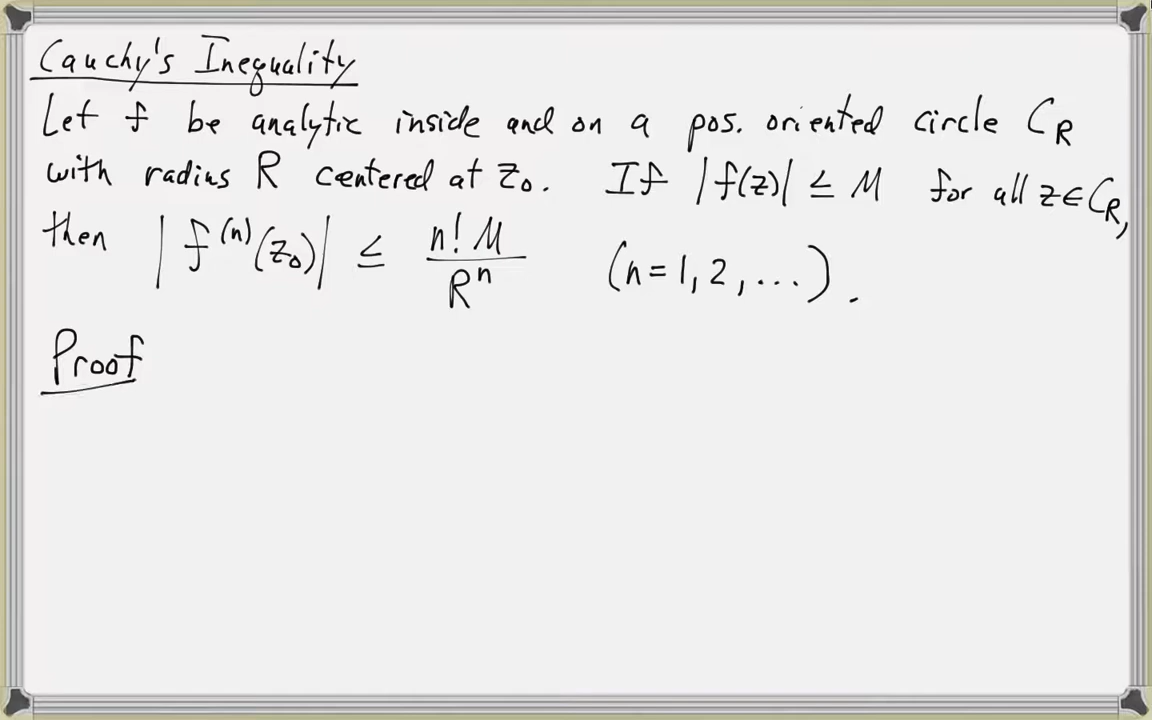 Cauchy's Inequality
Let f be analytic inside and on a pos. oriented circle C_R
with radius R centered at z₀. If |f(z)| ≤ M for all z ∈ C_R,
then |f⁽ⁿ⁾(z₀)| ≤ n! M / Rⁿ (n = 1, 2, ...).
Proof